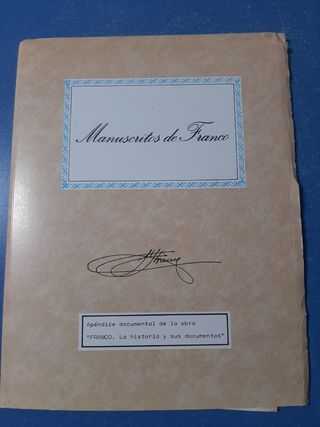 Manuscritos de Franco
Apéndice documental de la obra
"FRANCO. La historia y sus documentos"